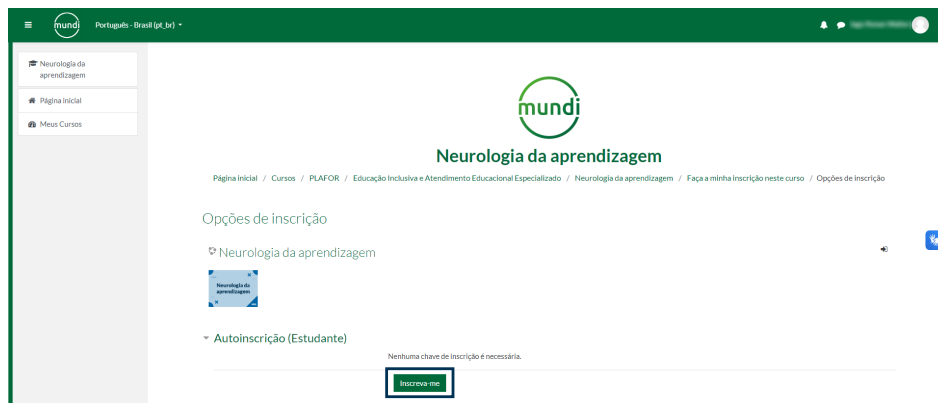 mundi
Português - Brasil (pt_br)
Neurologia da
aprendizagem
Página inicial
Meus Cursos
mundi
Neurologia da aprendizagem
Página inicial / Cursos / PLAFOR / Educação Inclusiva e Atendimento Educacional Especializado / Neurologia da aprendizagem / Faça a minha inscrição neste curso / Opções de inscrição
Opções de inscrição
Neurologia da aprendizagem
Neurologia da
aprendizagem
Autoinscrição (Estudante)
Nenhuma chave de inscrição é necessária.
Inscreva-me